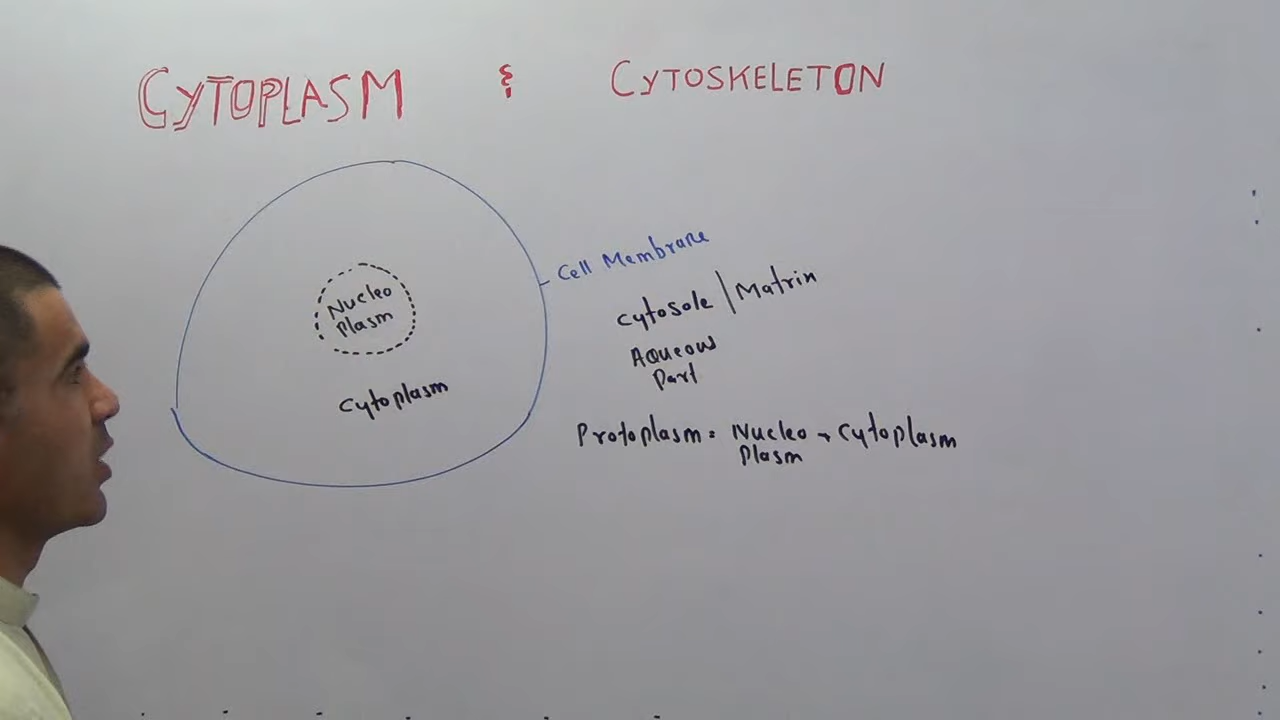 CYTOPLASM & CYTOSKELETON
Cell Membrane
Nucleo
Plasm
Cytosole / Matrix
Aqueous
Part
Cytoplasm
Protoplasm = Nucleo + Cytoplasm
Plasm